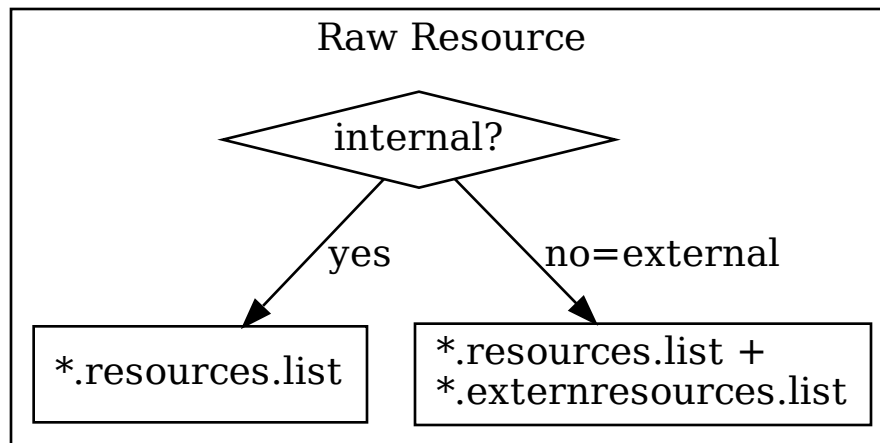 Raw Resource
internal?
yes
no=external
*.resources.list
*.resources.list +
*.externresources.list